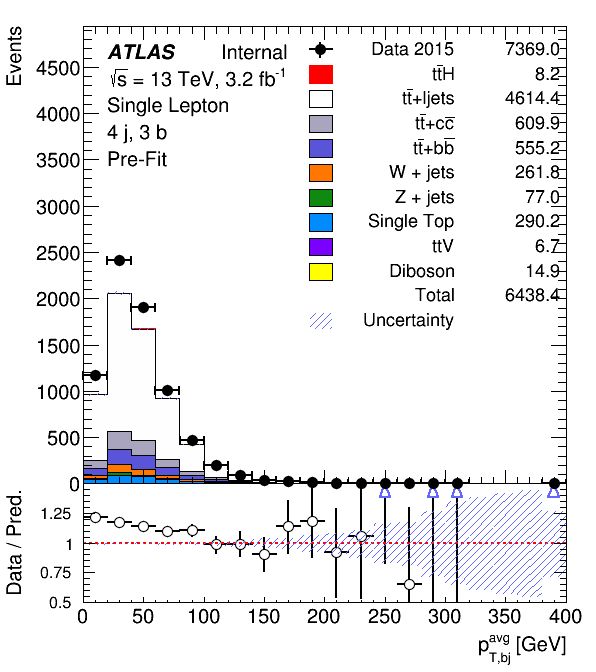 Events
4500
4000
3500
3000
2500
2000
1500
1000
500
0
ATLAS Internal
√s = 13 TeV, 3.2 fb⁻¹
Single Lepton
4 j, 3 b
Pre-Fit
Data 2015 7369.0
tt̄H 8.2
tt̄+ljets 4614.4
tt̄+cc̄ 609.9
tt̄+bb̄ 555.2
W + jets 261.8
Z + jets 77.0
Single Top 290.2
ttV 6.7
Diboson 14.9
Total 6438.4
Uncertainty
Data / Pred.
1.25
1
0.75
0.5
0 50 100 150 200 250 300 350 400
p_{T,bj}^{avg} [GeV]